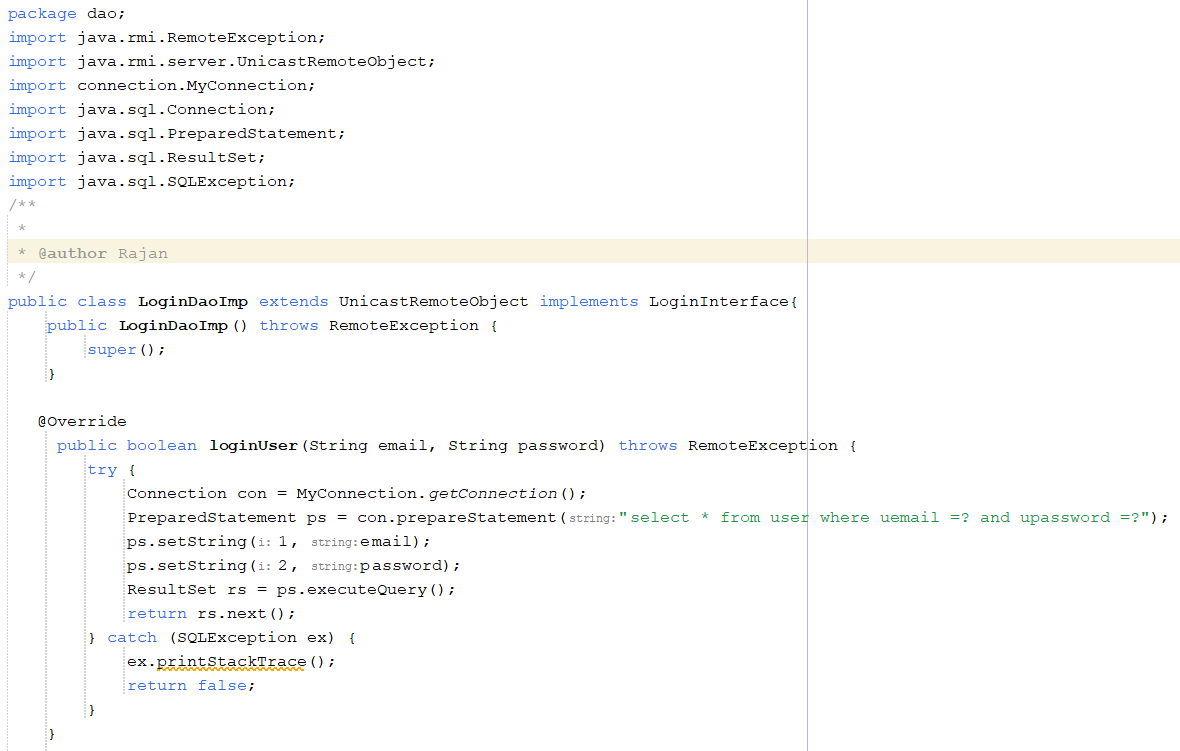 package dao;
import java.rmi.RemoteException;
import java.rmi.server.UnicastRemoteObject;
import connection.MyConnection;
import java.sql.Connection;
import java.sql.PreparedStatement;
import java.sql.ResultSet;
import java.sql.SQLException;
/**
 *
 * @author Rajan
 */
public class LoginDaoImp extends UnicastRemoteObject implements LoginInterface{
    public LoginDaoImp() throws RemoteException {
        super();
    }
@Override
    public boolean loginUser(String email, String password) throws RemoteException {
        try {
            Connection con = MyConnection.getConnection();
            PreparedStatement ps = con.prepareStatement(string:"select * from user where uemail =? and upassword =?");
            ps.setString(i: 1, string:email);
            ps.setString(i: 2, string:password);
            ResultSet rs = ps.executeQuery();
            return rs.next();
        } catch (SQLException ex) {
            ex.printStackTrace();
            return false;
        }
    }